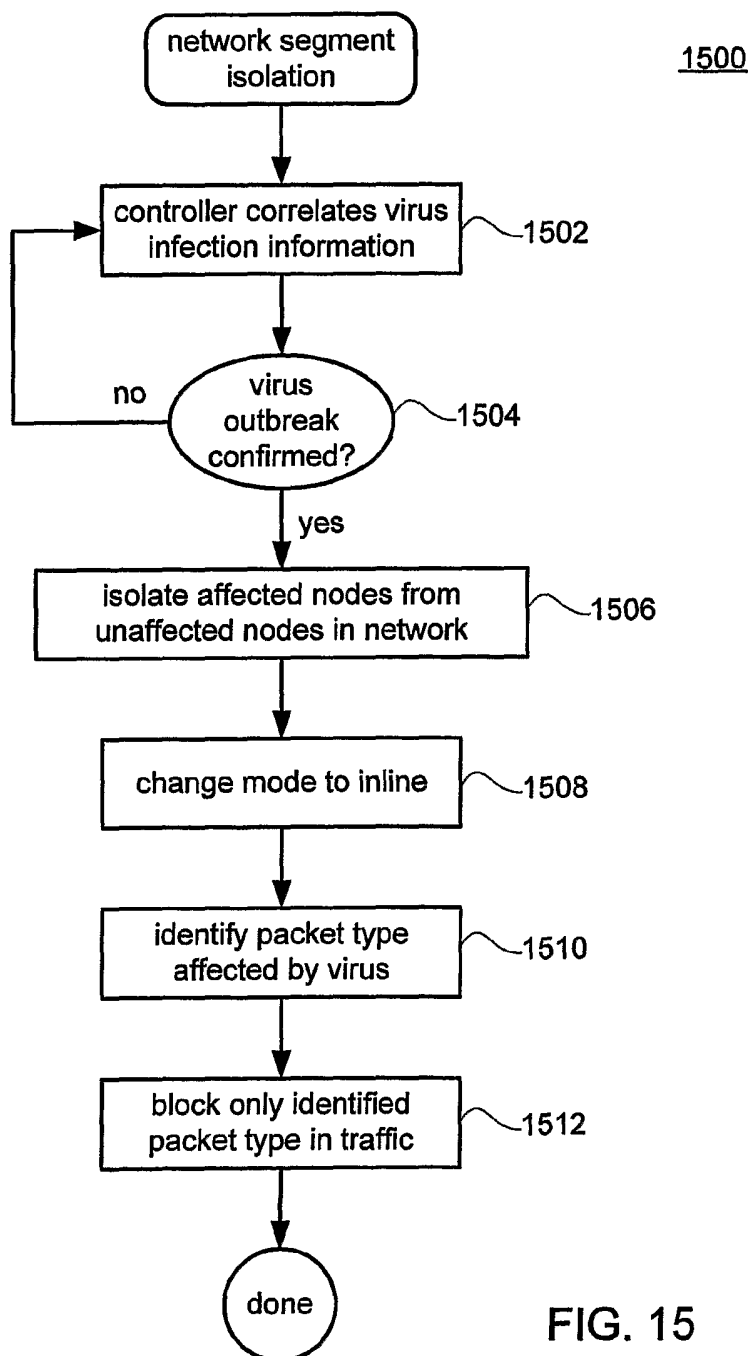 network segment
isolation
1500
controller correlates virus
infection information
1502
no
virus
outbreak
confirmed?
1504
yes
isolate affected nodes from
unaffected nodes in network
1506
change mode to inline
1508
identify packet type
affected by virus
1510
block only identified
packet type in traffic
1512
done
FIG. 15